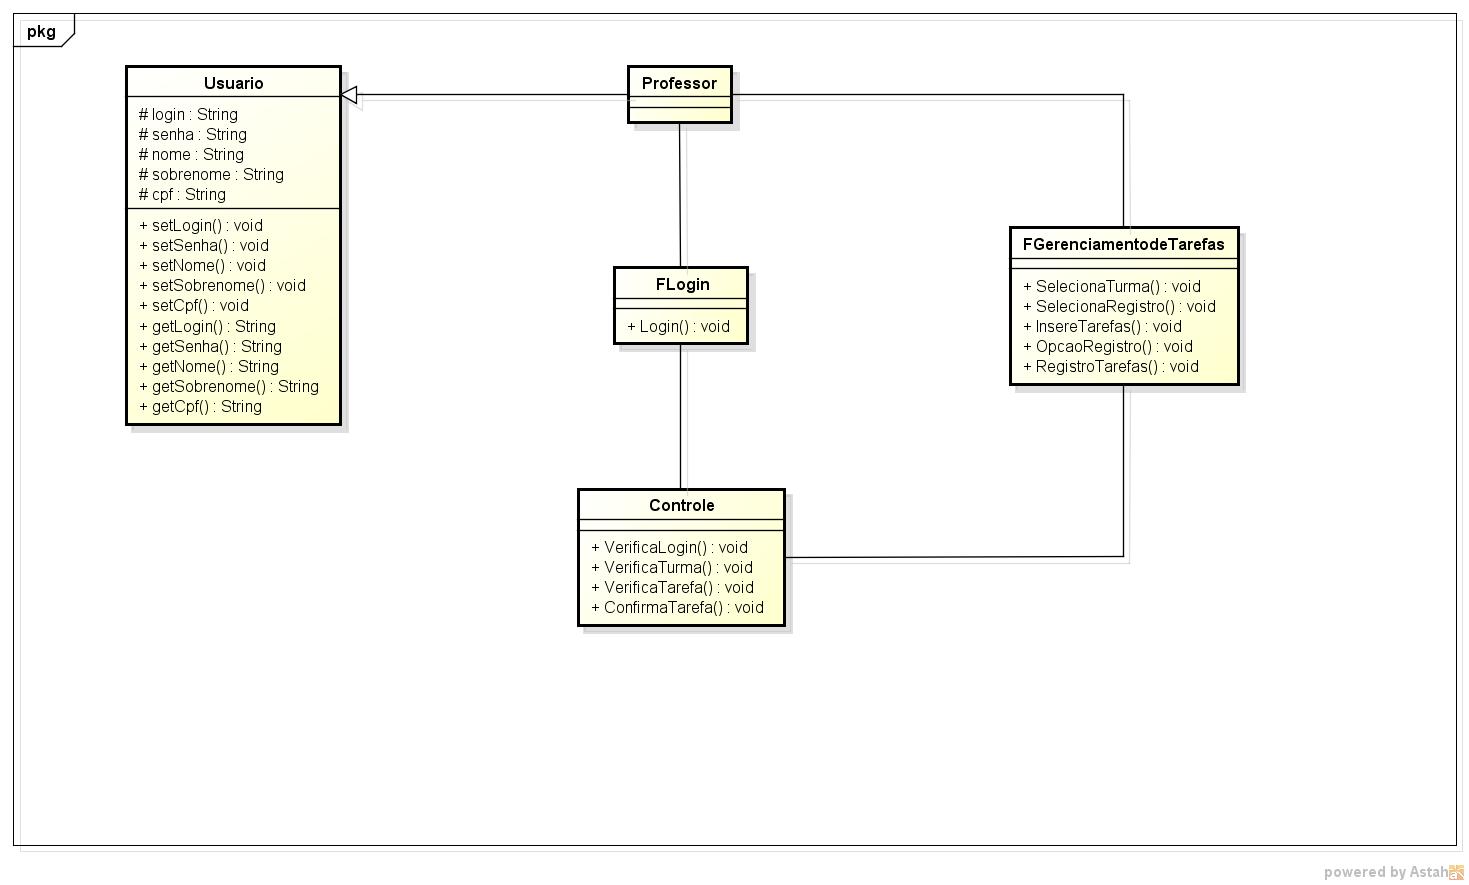 pkg
Usuario
# login : String
# senha : String
# nome : String
# sobrenome : String
# cpf : String
+ setLogin() : void
+ setSenha() : void
+ setNome() : void
+ setSobrenome() : void
+ setCpf() : void
+ getLogin() : String
+ getSenha() : String
+ getNome() : String
+ getSobrenome() : String
+ getCpf() : String
Professor
FLogin
+ Login() : void
FGerenciamentodeTarefas
+ SelecionaTurma() : void
+ SelecionaRegistro() : void
+ InsereTarefas() : void
+ OpcaoRegistro() : void
+ RegistroTarefas() : void
Controle
+ VerificaLogin() : void
+ VerificaTurma() : void
+ VerificaTarefa() : void
+ ConfirmaTarefa() : void
powered by Astah